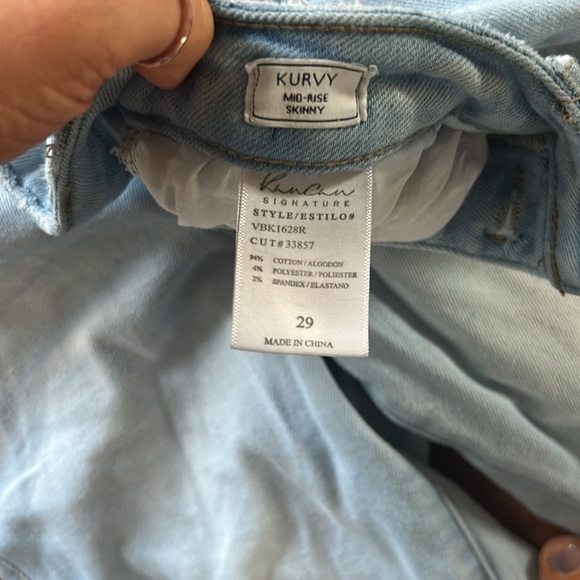 KURVY
MID-RISE
SKINNY
KanCan
SIGNATURE
STYLE/ESTILO#
VBK1628R
CUT#33857
94% COTTON/ALGODON
4% POLYESTER/POLIESTER
2% SPANDEX/ELASTANO
29
MADE IN CHINA